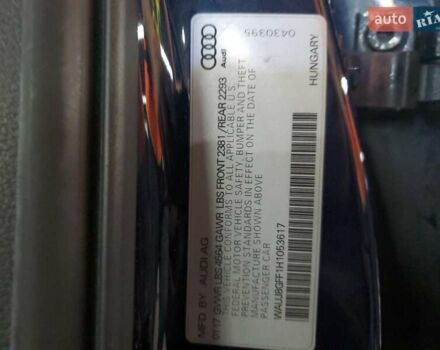 auto RIA
Audi
0430395
MFD BY AUDI AG
0117 GVWR LBS 4564 GAWR LBS FRONT 2381 /REAR 2293
THIS VEHICLE CONFORMS TO ALL APPLICABLE U.S.
FEDERAL MOTOR VEHICLE SAFETY, BUMPER AND THEFT
PREVENTION STANDARDS IN EFFECT ON THE DATE OF
MANUFACTURE SHOWN ABOVE
PASSENGER CAR
HUNGARY
WAUJ8GFF1H1053617